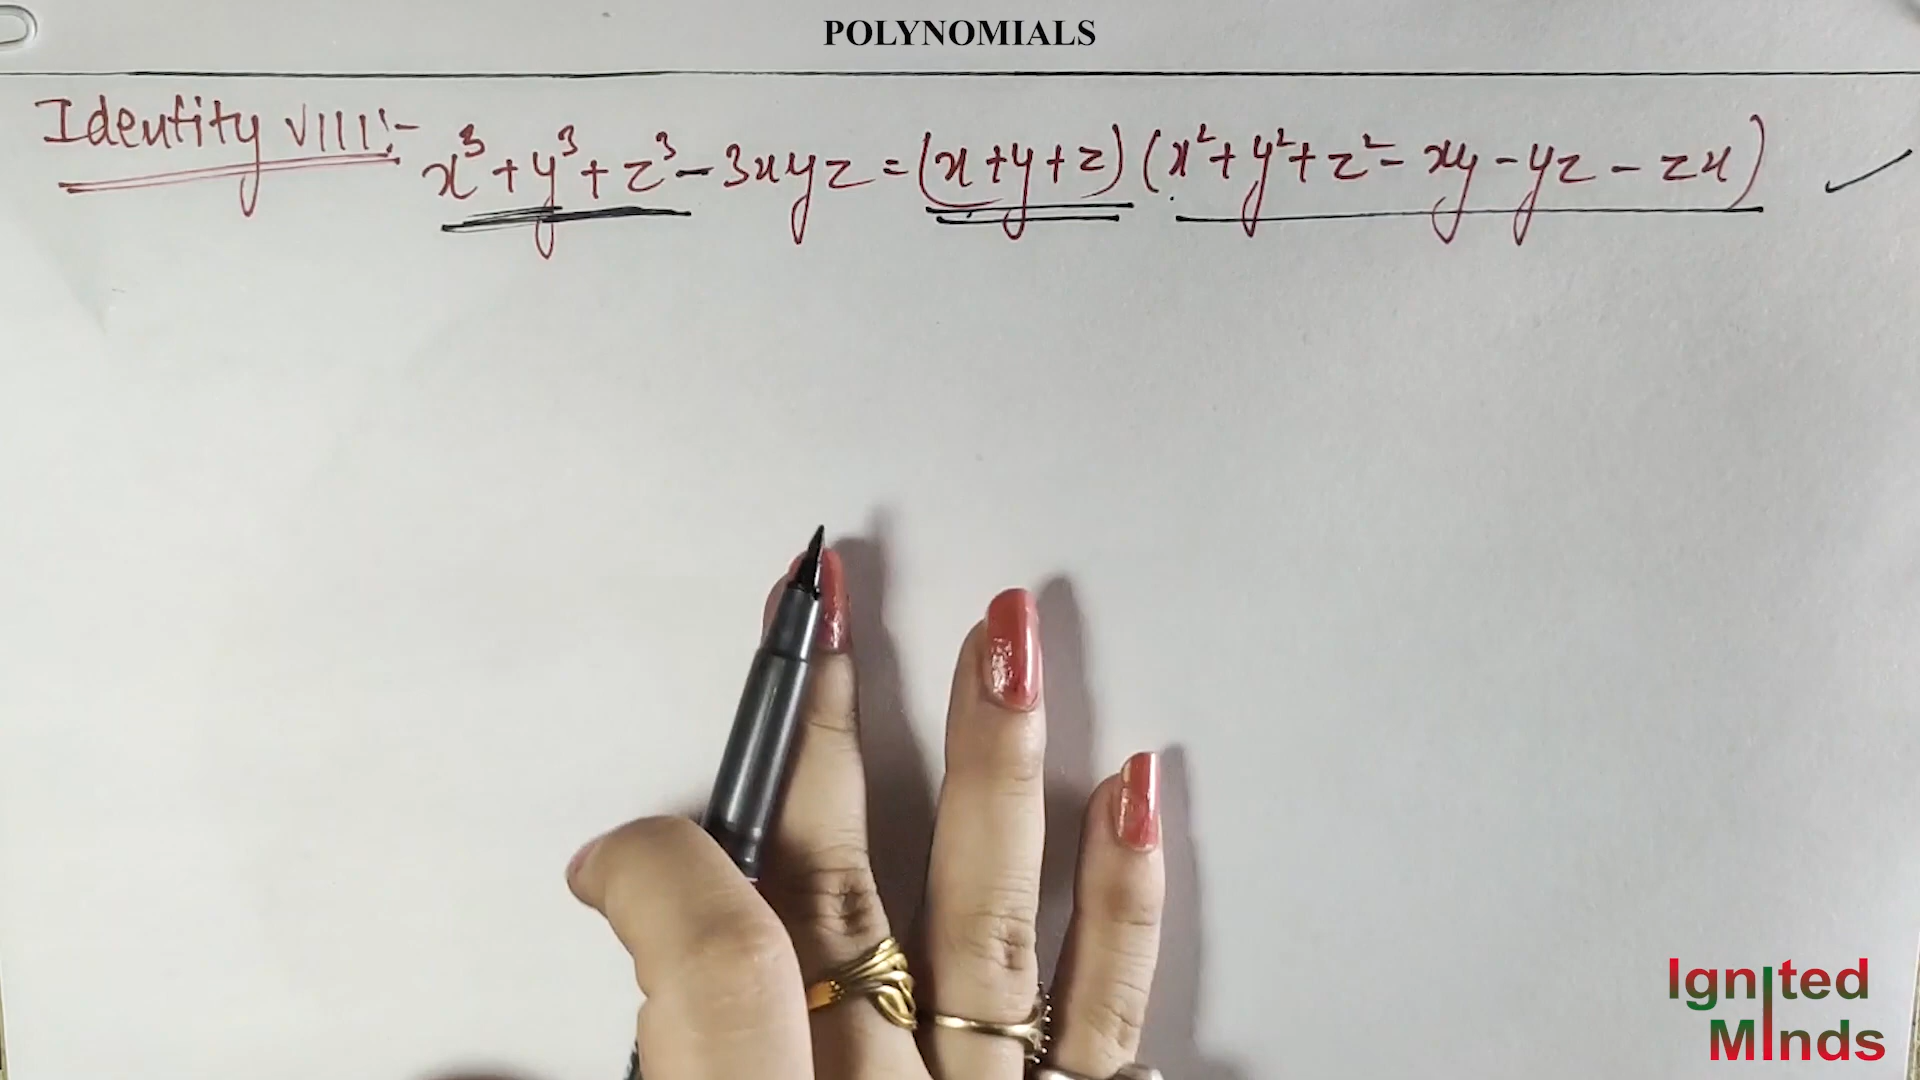 POLYNOMIALS
Identity VIII:-
x³ + y³ + z³ - 3xyz = (x + y + z) (x² + y² + z² - xy - yz - zx)
Ignited
Minds